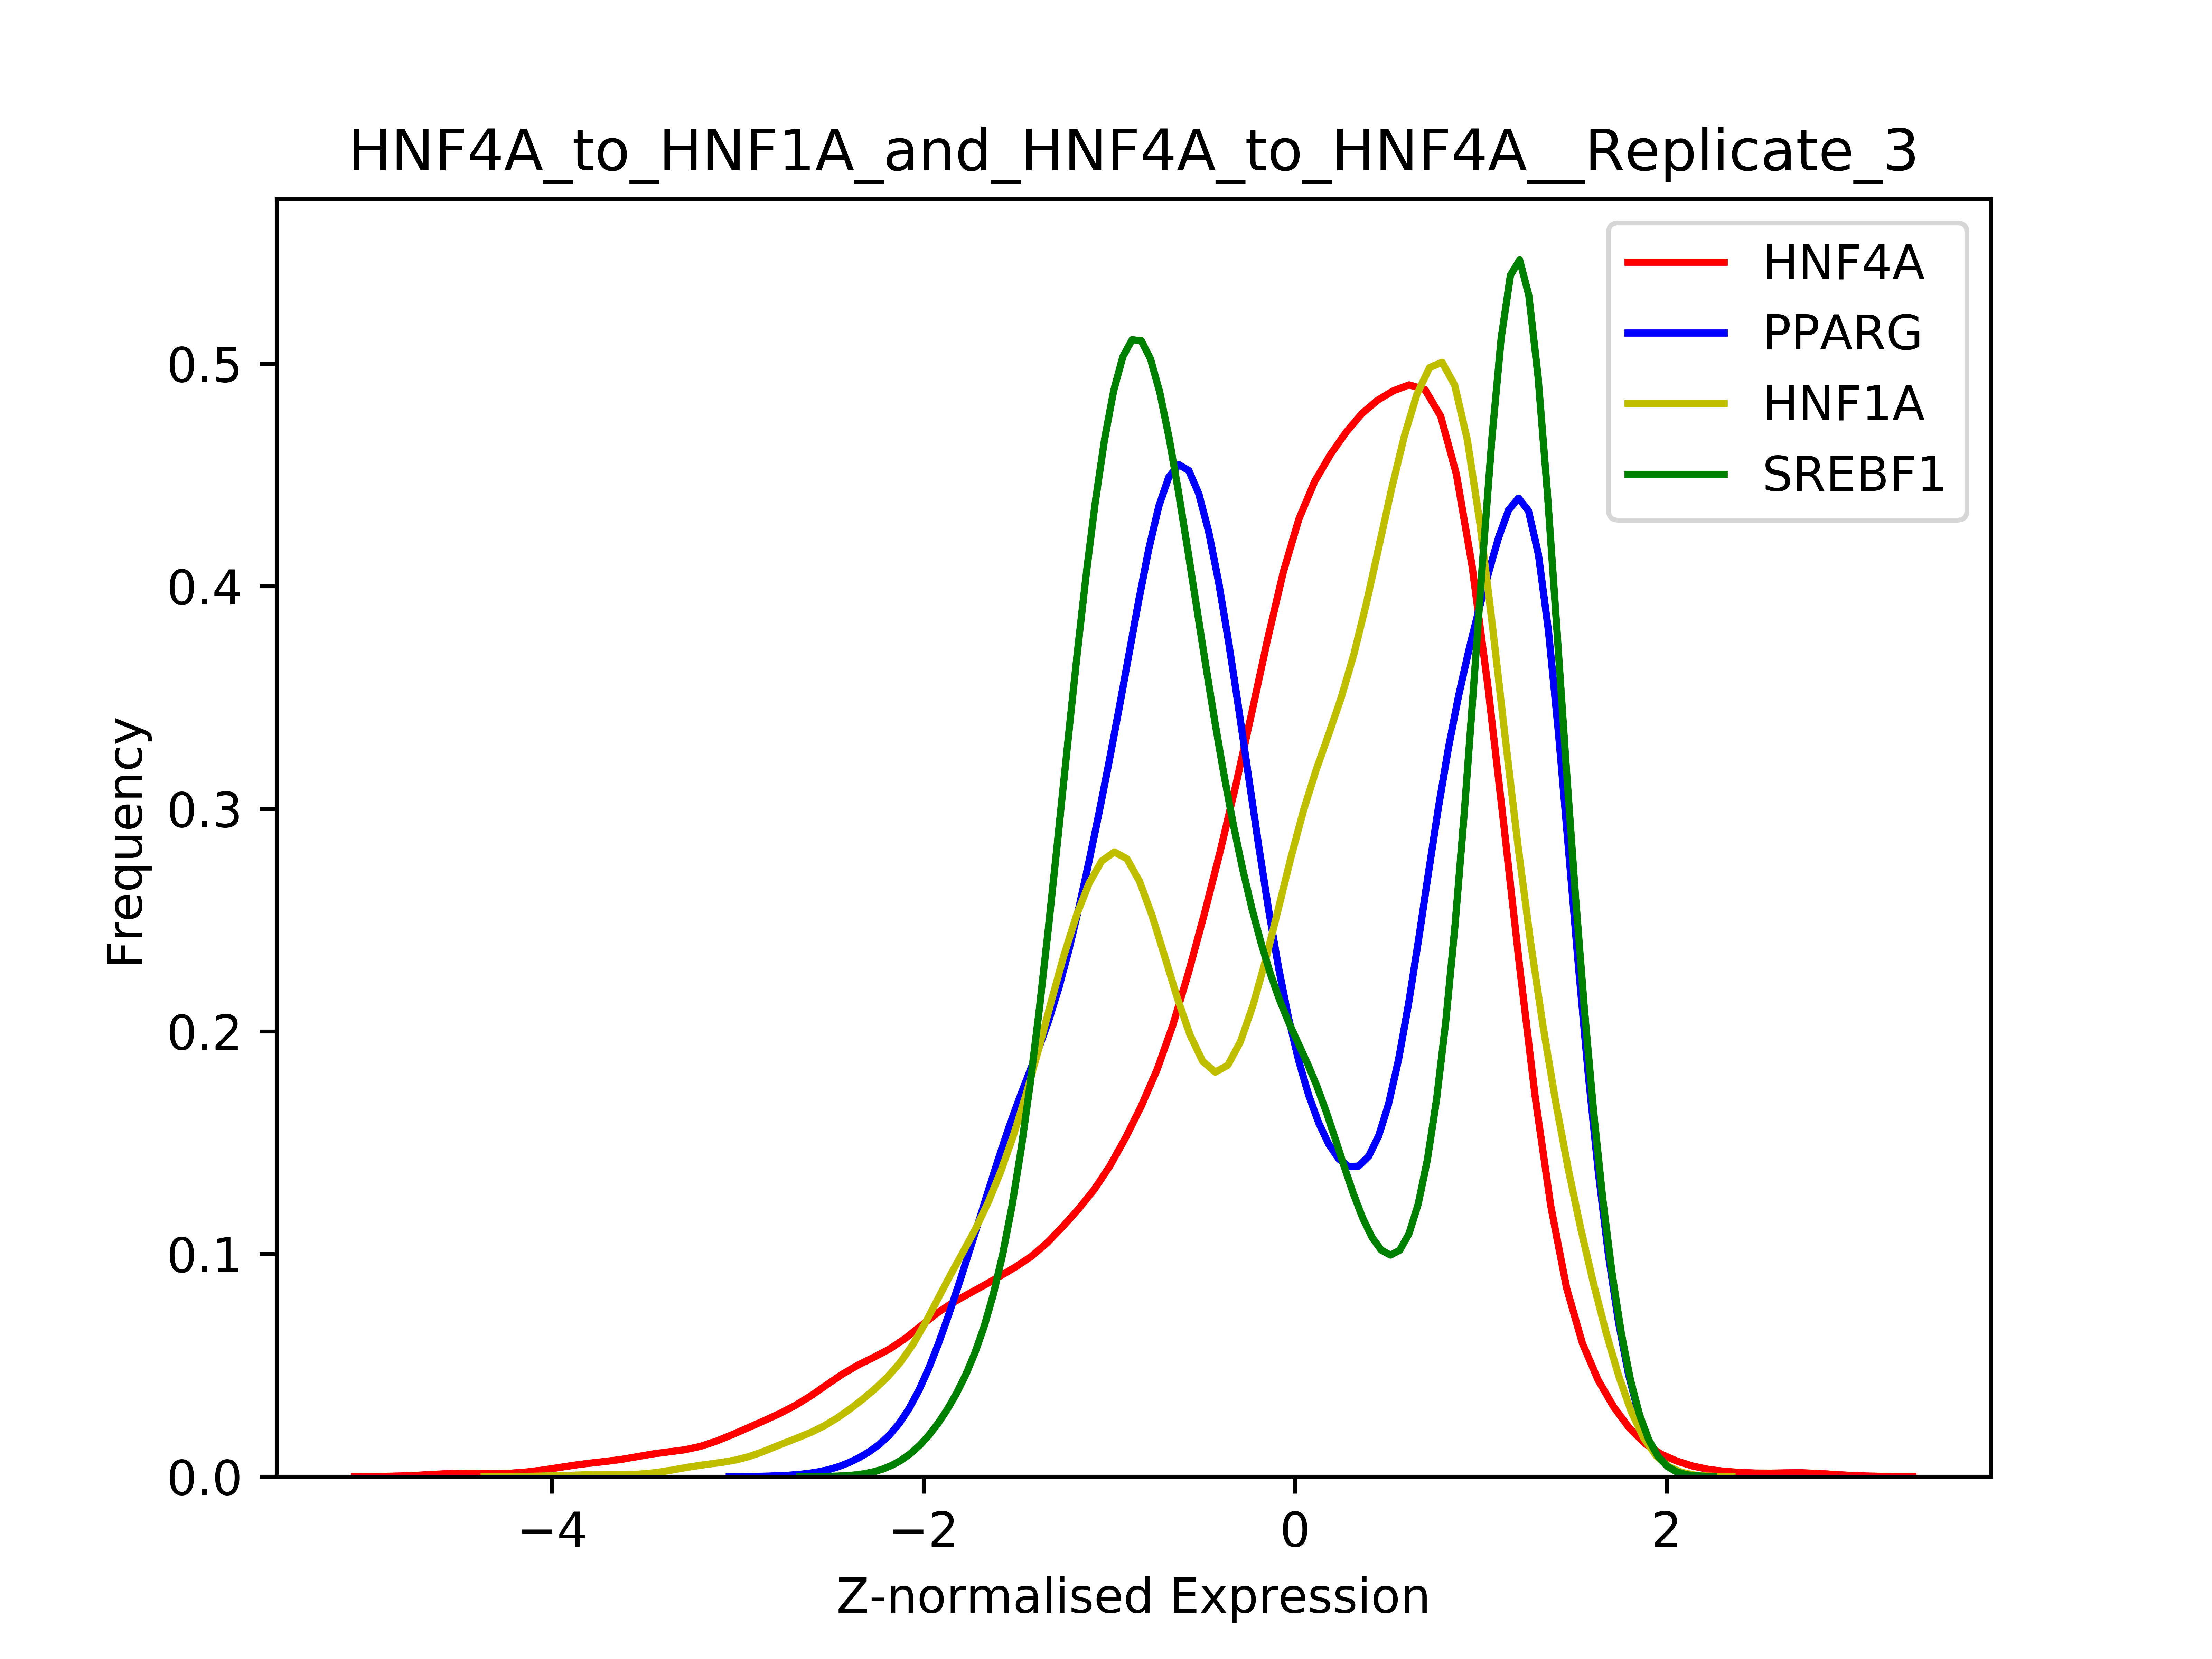 HNF4A_to_HNF1A_and_HNF4A_to_HNF4A__Replicate_3
HNF4A
PPARG
HNF1A
SREBF1
0.5
0.4
0.3
0.2
0.1
0.0
Frequency
−4 −2 0 2
Z-normalised Expression